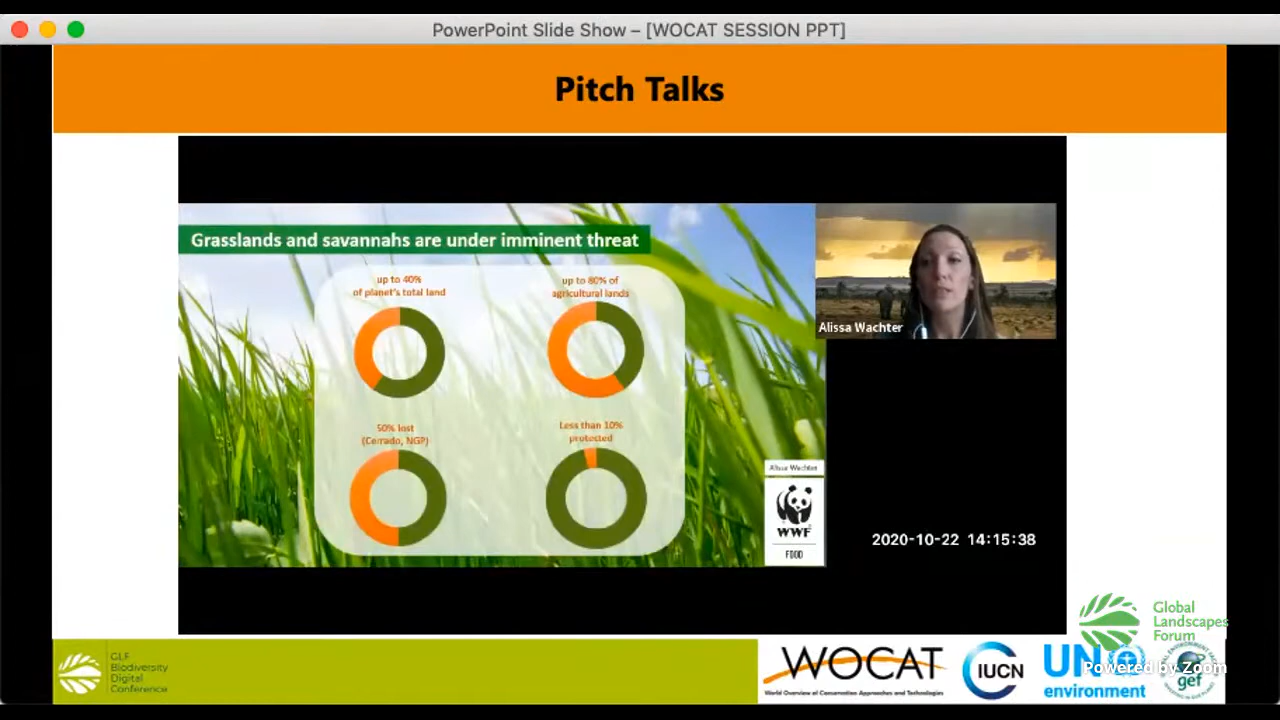 PowerPoint Slide Show – [WOCAT SESSION PPT]
Pitch Talks
Grasslands and savannahs are under imminent threat
up to 40%
of planet's total land
up to 80% of
agricultural lands
50% lost
(Cerrado, NGP)
Less than 10%
protected
Alissa Wachter
Alissa Wachter
WWF
FOOD
2020-10-22 14:15:38
Global
Landscapes
Forum
GLF
Biodiversity
Digital
Conference
WOCAT
World Overview of Conservation Approaches and Technologies
IUCN
UN
environment
gef
Powered by Zoom